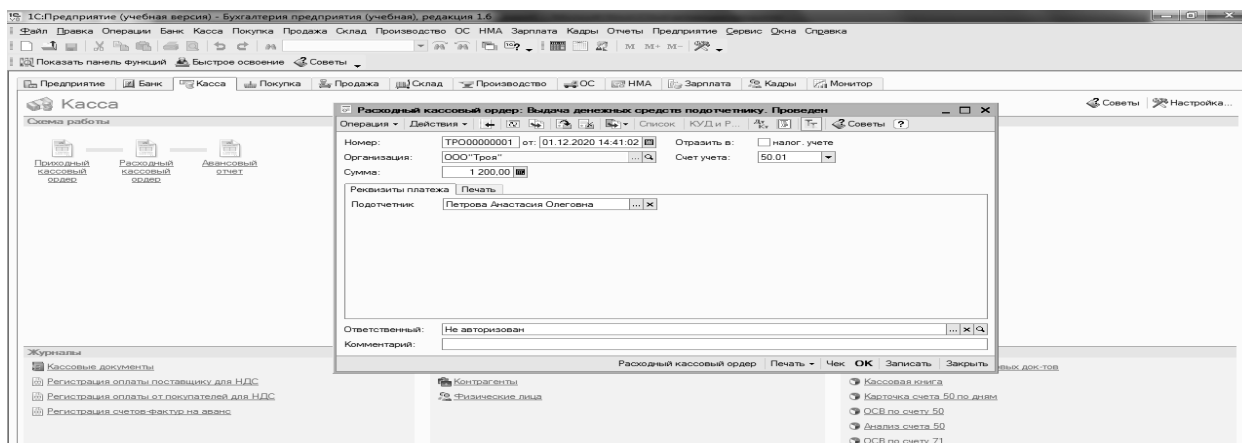 1С:Предприятие (учебная версия) - Бухгалтерия предприятия (учебная), редакция 1.6
Файл Правка Операции Банк Касса Покупка Продажа Склад Производство ОС НМА Зарплата Кадры Отчеты Предприятие Сервис Окна Справка
M M+ M-
Показать панель функций Быстрое освоение Советы
Предприятие Банк Касса Покупка Продажа Склад Производство ОС НМА Зарплата Кадры Монитор
Касса
Советы Настройка...
Схема работы
Приходный кассовый ордер
Расходный кассовый ордер
Авансовый отчет
Расходный кассовый ордер: Выдача денежных средств подотчетнику. Проведен
Операция Действия Список КУДиР... Советы ?
Номер: ТРО00000001 от: 01.12.2020 14:41:02 Отразить в: налог. учете
Организация: ООО"Троя" ... Счет учета: 50.01
Сумма: 1 200,00
Реквизиты платежа Печать
Подотчетник Петрова Анастасия Олеговна ...
Ответственный: Не авторизован ...
Комментарий:
Расходный кассовый ордер Печать Чек OK Записать Закрыть
Журналы
Кассовые документы
Регистрация оплаты поставщику для НДС
Регистрация оплаты от покупателей для НДС
Регистрация счетов-фактур на аванс
Контрагенты
Физические лица
вых док-тов
Кассовая книга
Карточка счета 50 по дням
ОСВ по счету 50
Анализ счета 50
ОСВ по счету 71